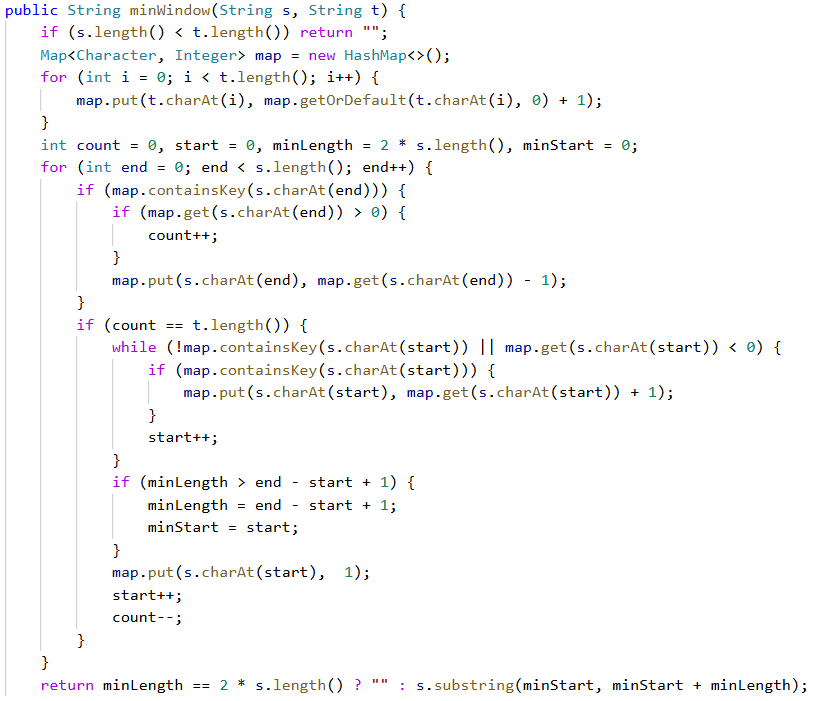 public String minWindow(String s, String t) {
    if (s.length() < t.length()) return "";
    Map<Character, Integer> map = new HashMap<>();
    for (int i = 0; i < t.length(); i++) {
        map.put(t.charAt(i), map.getOrDefault(t.charAt(i), 0) + 1);
    }
    int count = 0, start = 0, minLength = 2 * s.length(), minStart = 0;
    for (int end = 0; end < s.length(); end++) {
        if (map.containsKey(s.charAt(end))) {
            if (map.get(s.charAt(end)) > 0) {
                count++;
            }
            map.put(s.charAt(end), map.get(s.charAt(end)) - 1);
        }
        if (count == t.length()) {
            while (!map.containsKey(s.charAt(start)) || map.get(s.charAt(start)) < 0) {
                if (map.containsKey(s.charAt(start))) {
                    map.put(s.charAt(start), map.get(s.charAt(start)) + 1);
                }
                start++;
            }
            if (minLength > end - start + 1) {
                minLength = end - start + 1;
                minStart = start;
            }
            map.put(s.charAt(start),  1);
            start++;
            count--;
        }
    }
    return minLength == 2 * s.length() ? "" : s.substring(minStart, minStart + minLength);